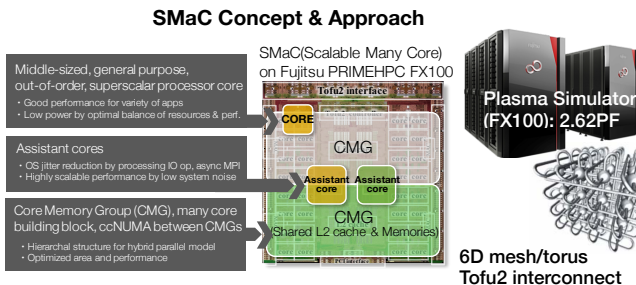 SMaC Concept & Approach
Middle-sized, general purpose,
out-of-order, superscalar processor core
・Good performance for variety of apps
・Low power by optimal balance of resources & perf.
Assistant cores
・OS jitter reduction by processing IO op, async MPI
・Highly scalable performance by low system noise
Core Memory Group (CMG), many core
building block, ccNUMA between CMGs
・Hierarchal structure for hybrid parallel model
・Optimized area and performance
SMaC(Scalable Many Core)
on Fujitsu PRIMEHPC FX100
Tofu2 interface
CORE
CMG
Assistant
core
Assistant
core
CMG
(Shared L2 cache & Memories)
Plasma Simulator
(FX100): 2.62PF
6D mesh/torus
Tofu2 interconnect